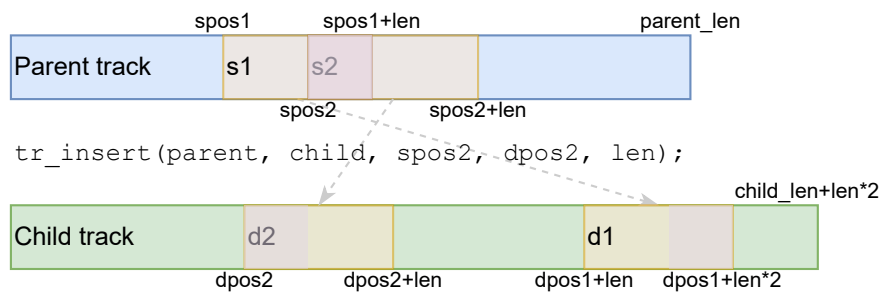 spos1 spos1+len parent_len
Parent track s1 s2
spos2 spos2+len
tr_insert(parent, child, spos2, dpos2, len);
child_len+len*2
Child track d2 d1
dpos2 dpos2+len dpos1+len dpos1+len*2